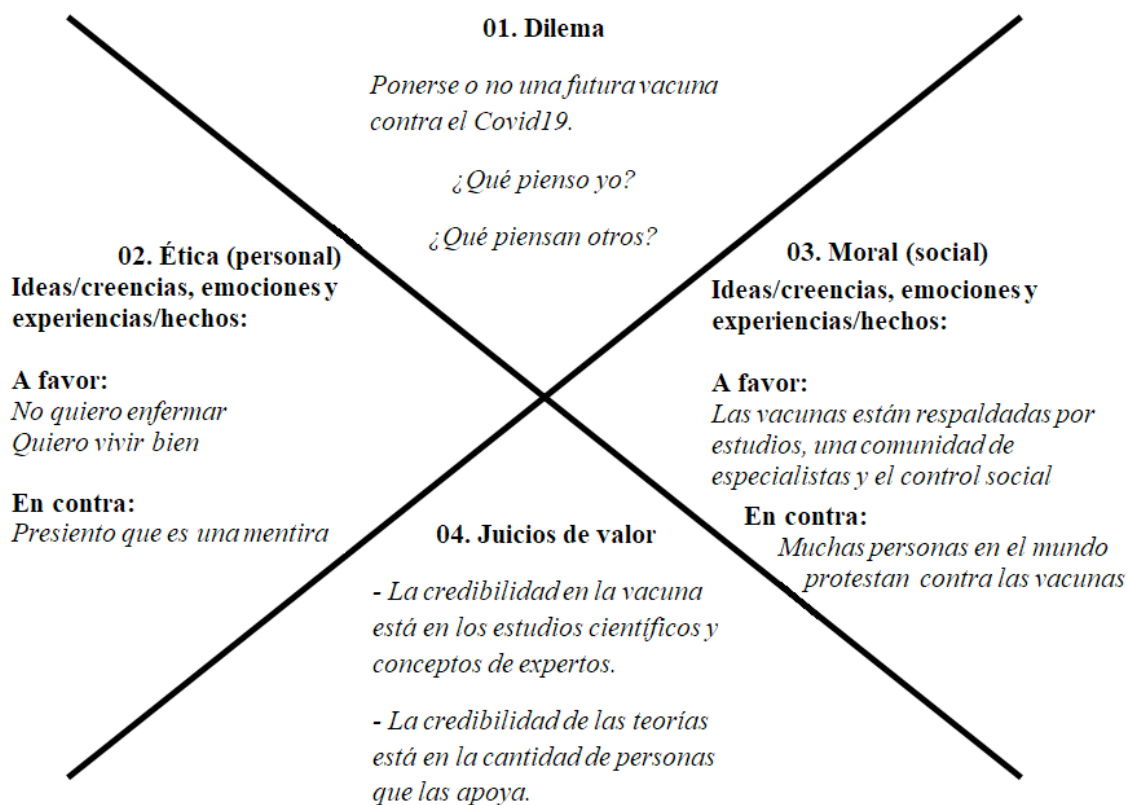 01. Dilema
Ponerse o no una futura vacuna
contra el Covid19.
¿Qué pienso yo?
¿Qué piensan otros?
02. Ética (personal)
Ideas/creencias, emociones y
experiencias/hechos:
A favor:
No quiero enfermar
Quiero vivir bien
En contra:
Presiento que es una mentira
03. Moral (social)
Ideas/creencias, emociones y
experiencias/hechos:
A favor:
Las vacunas están respaldadas por
estudios, una comunidad de
especialistas y el control social
En contra:
Muchas personas en el mundo
protestan contra las vacunas
04. Juicios de valor
- La credibilidad en la vacuna
está en los estudios científicos y
conceptos de expertos.
- La credibilidad de las teorías
está en la cantidad de personas
que las apoya.